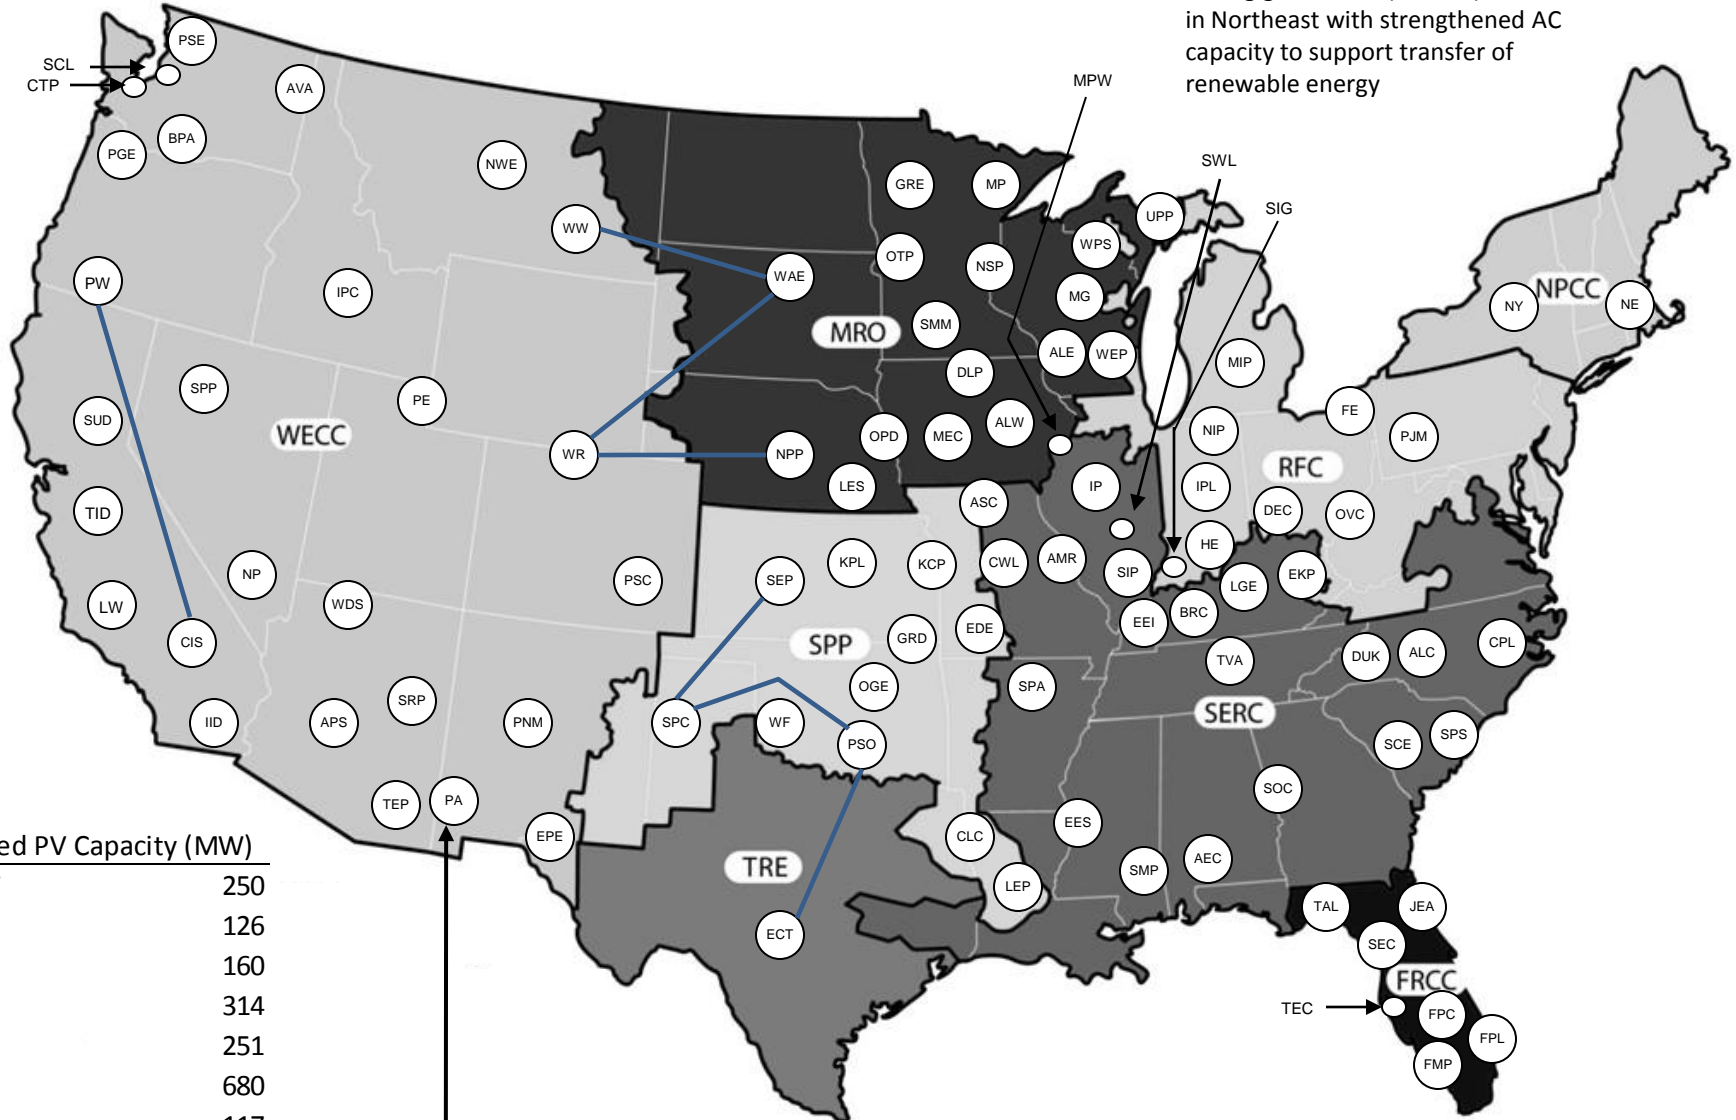 in Northeast with strengthened AC
capacity to support transfer of
renewable energy
PSE
SCL
CTP
AVA
MPW
BPA
PGE
NWE
SWL
GRE
MP
SIG
UPP
WW
WPS
OTP
NSP
WAE
PW
IPC
MG
NPCC
NY
NE
MRO
SMM
ALE
WEP
MIP
DLP
SPP
PE
FE
SUD
WECC
OPD
MEC
ALW
NIP
PJM
WR
NPP
RFC
LES
IP
IPL
ASC
TID
DEC
OVC
HE
KPL
KCP
CWL
AMR
SIP
NP
PSC
SEP
LGE
EKP
LW
WDS
EEI
BRC
CIS
SPP
GRD
EDE
TVA
DUK
ALC
CPL
OGE
SPA
IID
APS
SRP
PNM
SPC
WF
PSO
SERC
SCE
SPS
SOC
TEP
PA
EPE
CLC
EES
ed PV Capacity (MW)
TRE
SMP
AEC
250
LEP
TAL
JEA
126
ECT
SEC
160
FRCC
314
TEC
FPC
251
FPL
FMP
680